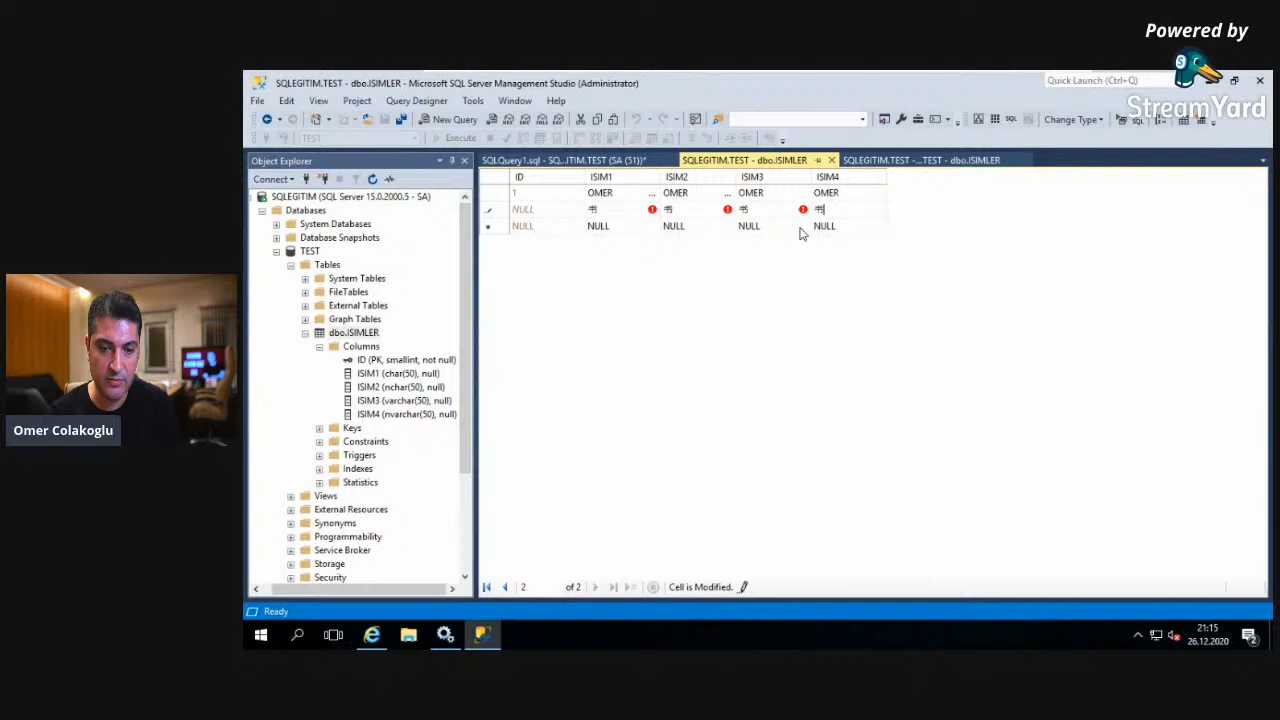 Powered by
StreamYard
SQLEGITIM.TEST - dbo.ISIMLER - Microsoft SQL Server Management Studio (Administrator)
Quick Launch (Ctrl+Q)
File Edit View Project Query Designer Tools Window Help
New Query
Change Type
TEST
Execute
Object Explorer
SQLQuery1.sql - SQ...ITIM.TEST (SA (51))*
SQLEGITIM.TEST - dbo.ISIMLER
SQLEGITIM.TEST -...TEST - dbo.ISIMLER
Connect
ID ISIM1 ISIM2 ISIM3 ISIM4
1 OMER ... OMER ... OMER OMER
NULL 书 书 书 书
NULL NULL NULL NULL NULL
SQLEGITIM (SQL Server 15.0.2000.5 - SA)
Databases
System Databases
Database Snapshots
TEST
Tables
System Tables
FileTables
External Tables
Graph Tables
dbo.ISIMLER
Columns
ID (PK, smallint, not null)
ISIM1 (char(50), null)
ISIM2 (nchar(50), null)
ISIM3 (varchar(50), null)
ISIM4 (nvarchar(50), null)
Keys
Constraints
Triggers
Indexes
Statistics
Views
External Resources
Synonyms
Programmability
Service Broker
Storage
Security
2 of 2 Cell is Modified.
Ready
Omer Colakoglu
21:15
26.12.2020
2